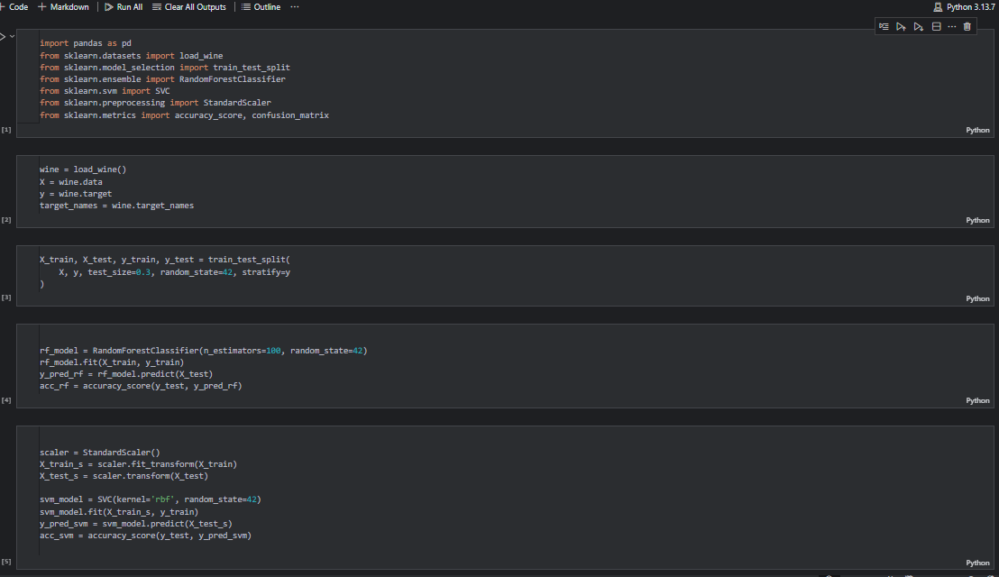 + Code + Markdown | Run All Clear All Outputs | Outline ... Python 3.13.7
import pandas as pd
from sklearn.datasets import load_wine
from sklearn.model_selection import train_test_split
from sklearn.ensemble import RandomForestClassifier
from sklearn.svm import SVC
from sklearn.preprocessing import StandardScaler
from sklearn.metrics import accuracy_score, confusion_matrix
[1] Python
wine = load_wine()
X = wine.data
y = wine.target
target_names = wine.target_names
[2] Python
X_train, X_test, y_train, y_test = train_test_split(
    X, y, test_size=0.3, random_state=42, stratify=y
)
[3] Python
rf_model = RandomForestClassifier(n_estimators=100, random_state=42)
rf_model.fit(X_train, y_train)
y_pred_rf = rf_model.predict(X_test)
acc_rf = accuracy_score(y_test, y_pred_rf)
[4] Python
scaler = StandardScaler()
X_train_s = scaler.fit_transform(X_train)
X_test_s = scaler.transform(X_test)
svm_model = SVC(kernel='rbf', random_state=42)
svm_model.fit(X_train_s, y_train)
y_pred_svm = svm_model.predict(X_test_s)
acc_svm = accuracy_score(y_test, y_pred_svm)
[5] Python